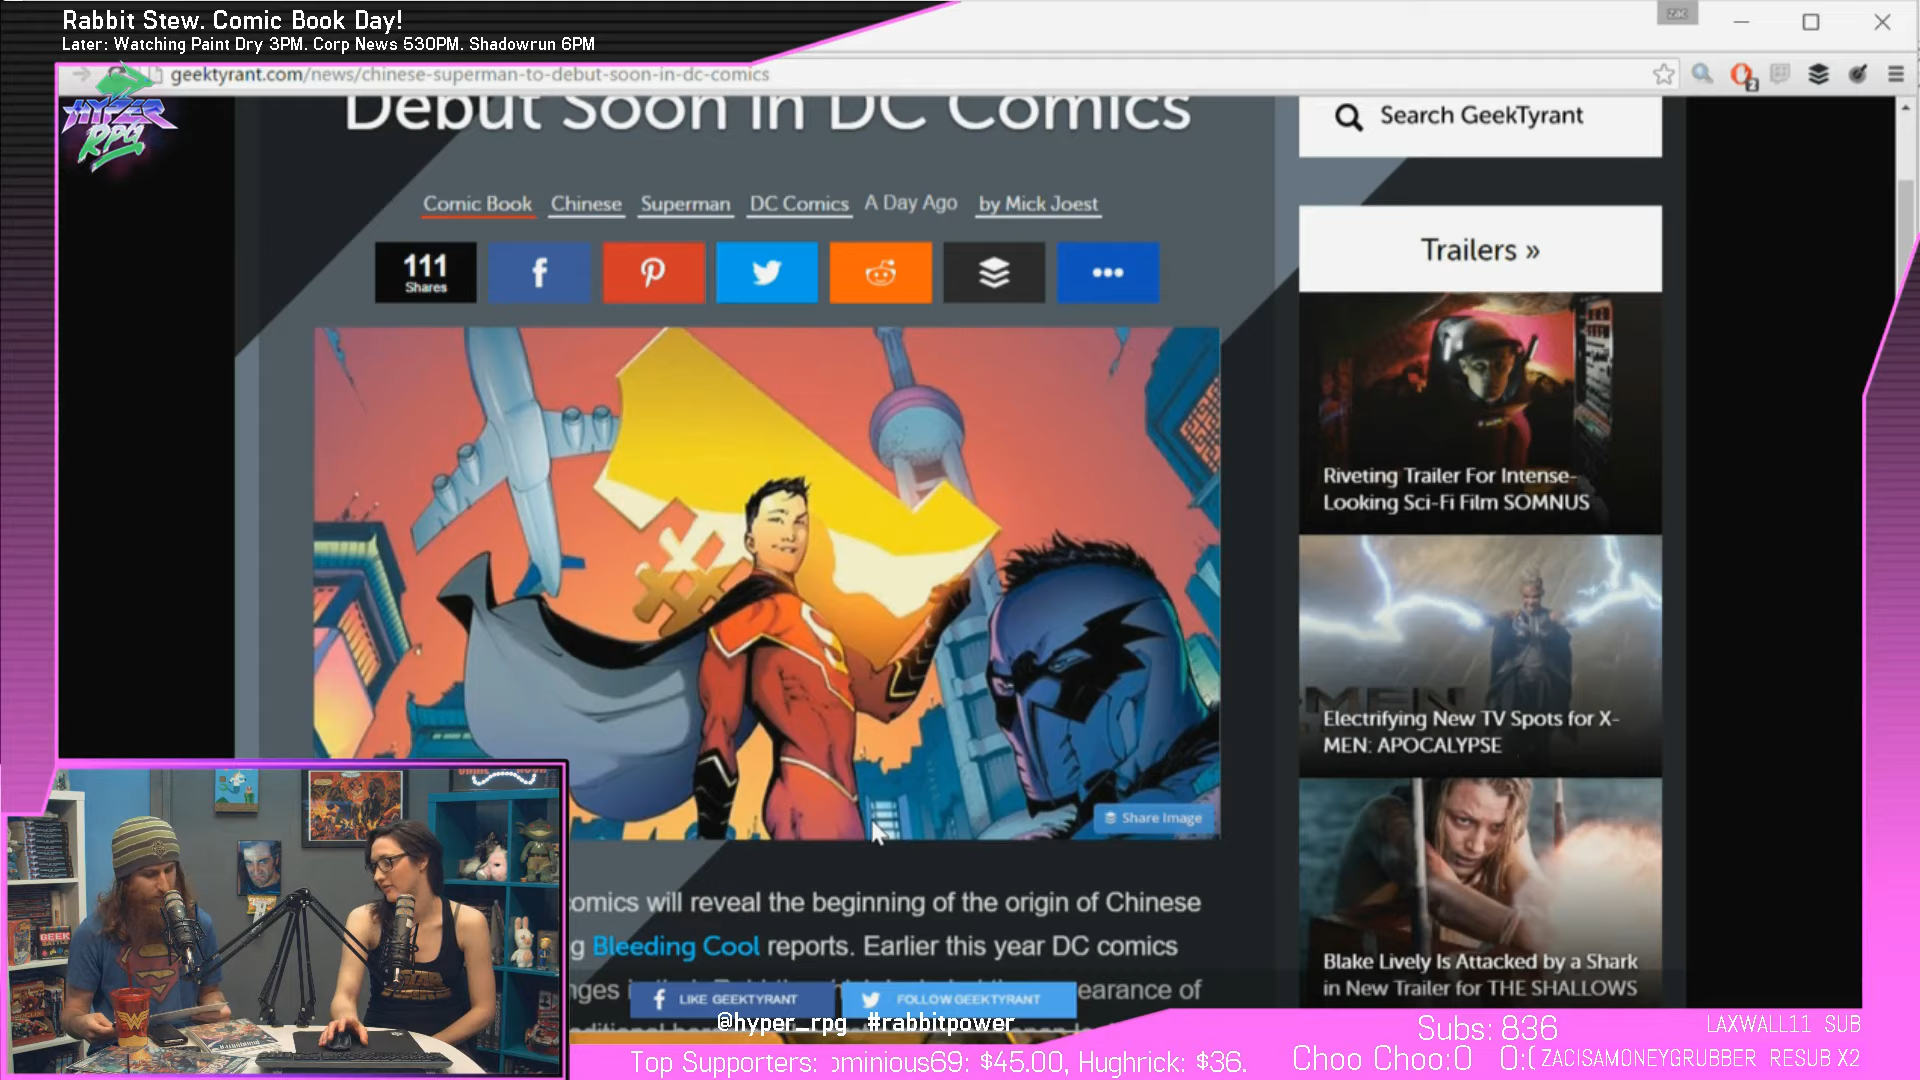 Rabbit Stew. Comic Book Day!
Later: Watching Paint Dry 3PM. Corp News 530PM. Shadowrun 6PM
zac
geektyrant.com/news/chinese-superman-to-debut-soon-in-dc-comics
HYPER
RPG
Debut Soon in DC Comics
Search GeekTyrant
Comic Book Chinese Superman DC Comics A Day Ago by Mick Joest
111
Shares
Trailers »
Riveting Trailer For Intense-
Looking Sci-Fi Film SOMNUS
Electrifying New TV Spots for X-
MEN: APOCALYPSE
Share Image
Blake Lively Is Attacked by a Shark
in New Trailer for THE SHALLOWS
comics will reveal the beginning of the origin of Chinese
g Bleeding Cool reports. Earlier this year DC comics
earance of
LIKE GEEKTYRANT
FOLLOW GEEKTYRANT
@hyper_rpg #rabbitpower
Subs: 836
LAXWALL11 SUB
Top Supporters: ominious69: $45.00, Hughrick: $36.
Choo Choo:0 0:(
ZACISAMONEYGRUBBER RESUB X2